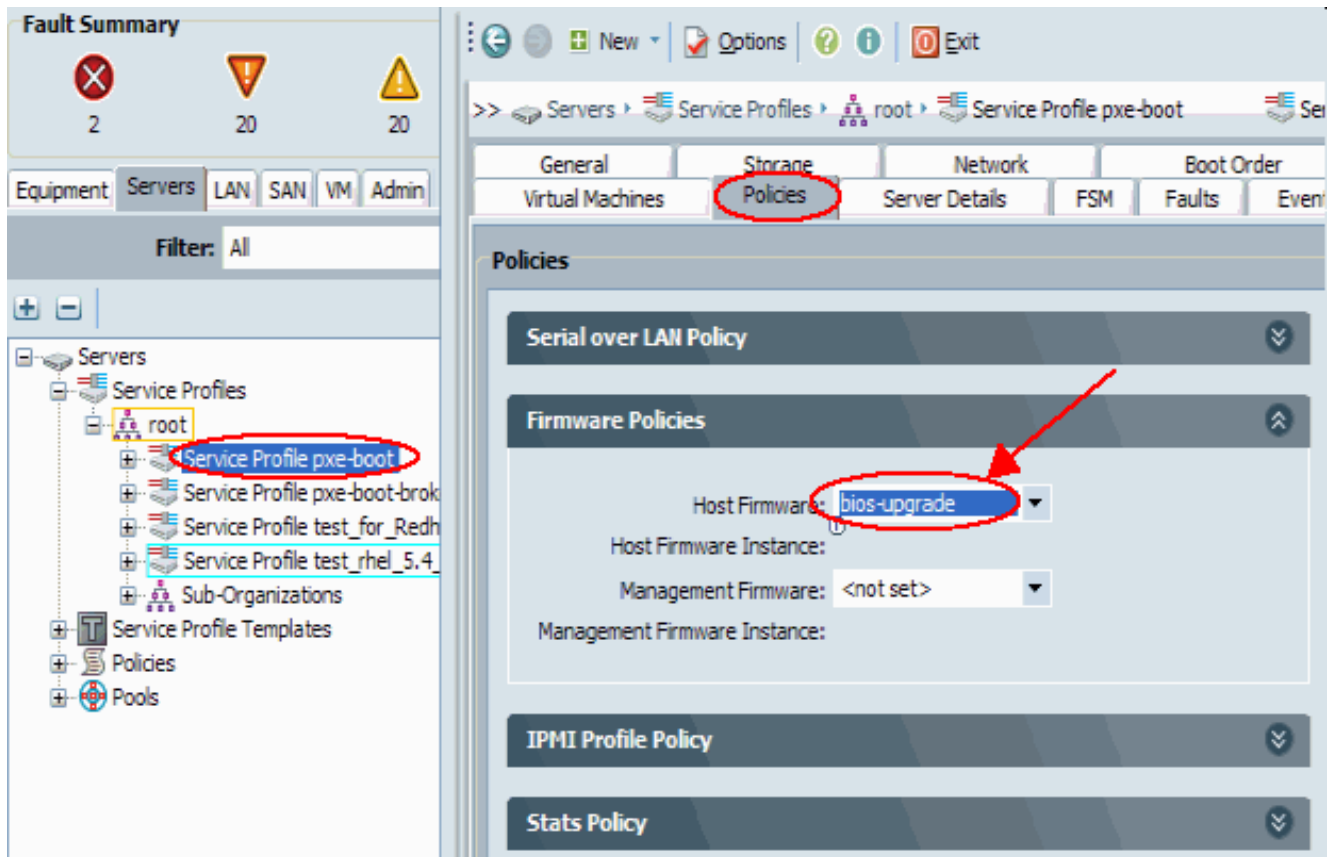 Fault Summary
2 20 20
Equipment Servers LAN SAN VM Admin
Filter: All
Servers
Service Profiles
root
Service Profile pxe-boot
Service Profile pxe-boot-brok
Service Profile test_for_Redh
Service Profile test_rhel_5.4_
Sub-Organizations
Service Profile Templates
Policies
Pools
New Options Exit
>> Servers Service Profiles root Service Profile pxe-boot Ser
General Storage Network Boot Order
Virtual Machines Policies Server Details FSM Faults Event
Policies
Serial over LAN Policy
Firmware Policies
Host Firmware: bios-upgrade
Host Firmware Instance:
Management Firmware: <not set>
Management Firmware Instance:
IPMI Profile Policy
Stats Policy